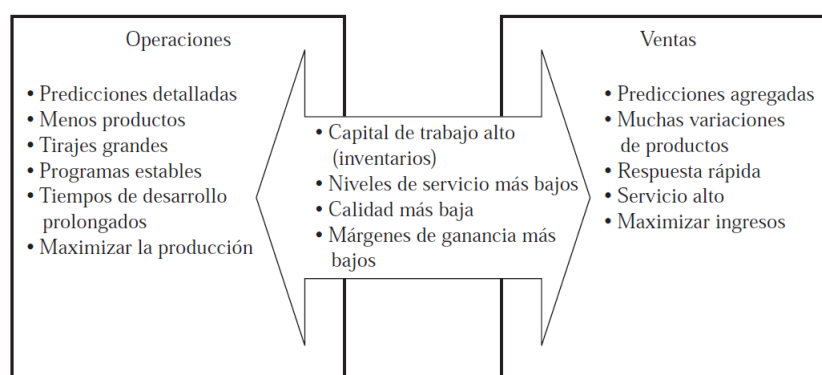 Operaciones
• Predicciones detalladas
• Menos productos
• Tirajes grandes
• Programas estables
• Tiempos de desarrollo
prolongados
• Maximizar la producción
• Capital de trabajo alto
(inventarios)
• Niveles de servicio más bajos
• Calidad más baja
• Márgenes de ganancia más
bajos
Ventas
• Predicciones agregadas
• Muchas variaciones
de productos
• Respuesta rápida
• Servicio alto
• Maximizar ingresos